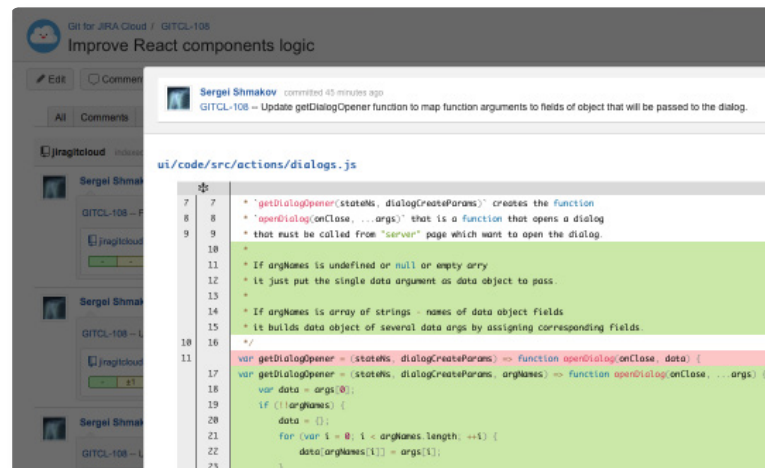 Git for JIRA Cloud / GITCL-108
Improve React components logic
Edit
Commen
All Comments
jiragitcloud indexed
Sergei Shmak
GITCL-108 -- F
jiragitcloud
Sergei Shmak
GITCL-108 -- U
jiragitcloud
±1
Sergei Shmak
GITCL-108 -- U
Sergei Shmakov committed 45 minutes ago
GITCL-108 -- Update getDialogOpener function to map function arguments to fields of object that will be passed to the dialog.
ui/code/src/actions/dialogs.js
7 7 * `getDialogOpener(stateNs, dialogCreateParams)` creates the function
8 8 * `openDialog(onClose, ...args)` that is a function that opens a dialog
9 9 * that must be called from "server" page which want to open the dialog.
10 *
11 * If argNames is undefined or null or empty arry
12 * it just put the single data argument as data object to pass.
13 *
14 * If argNames is array of strings - names of data object fields
15 * it builds data object of several data args by assigning corresponding fields.
10 16 */
11 var getDialogOpener = (stateNs, dialogCreateParams) => function openDialog(onClose, data) {
17 var getDialogOpener = (stateNs, dialogCreateParams, argNames) => function openDialog(onClose, ...args) {
18 var data = args[0];
19 if (!!argNames) {
20 data = {};
21 for (var i = 0; i < argNames.length; ++i) {
22 data[argNames[i]] = args[i];
23 }